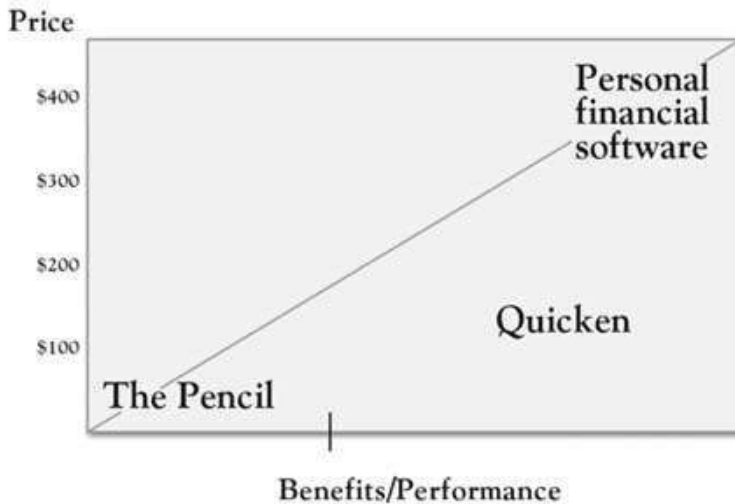 Price
$400
$300
$200
$100
Personal
financial
software
Quicken
The Pencil
Benefits/Performance